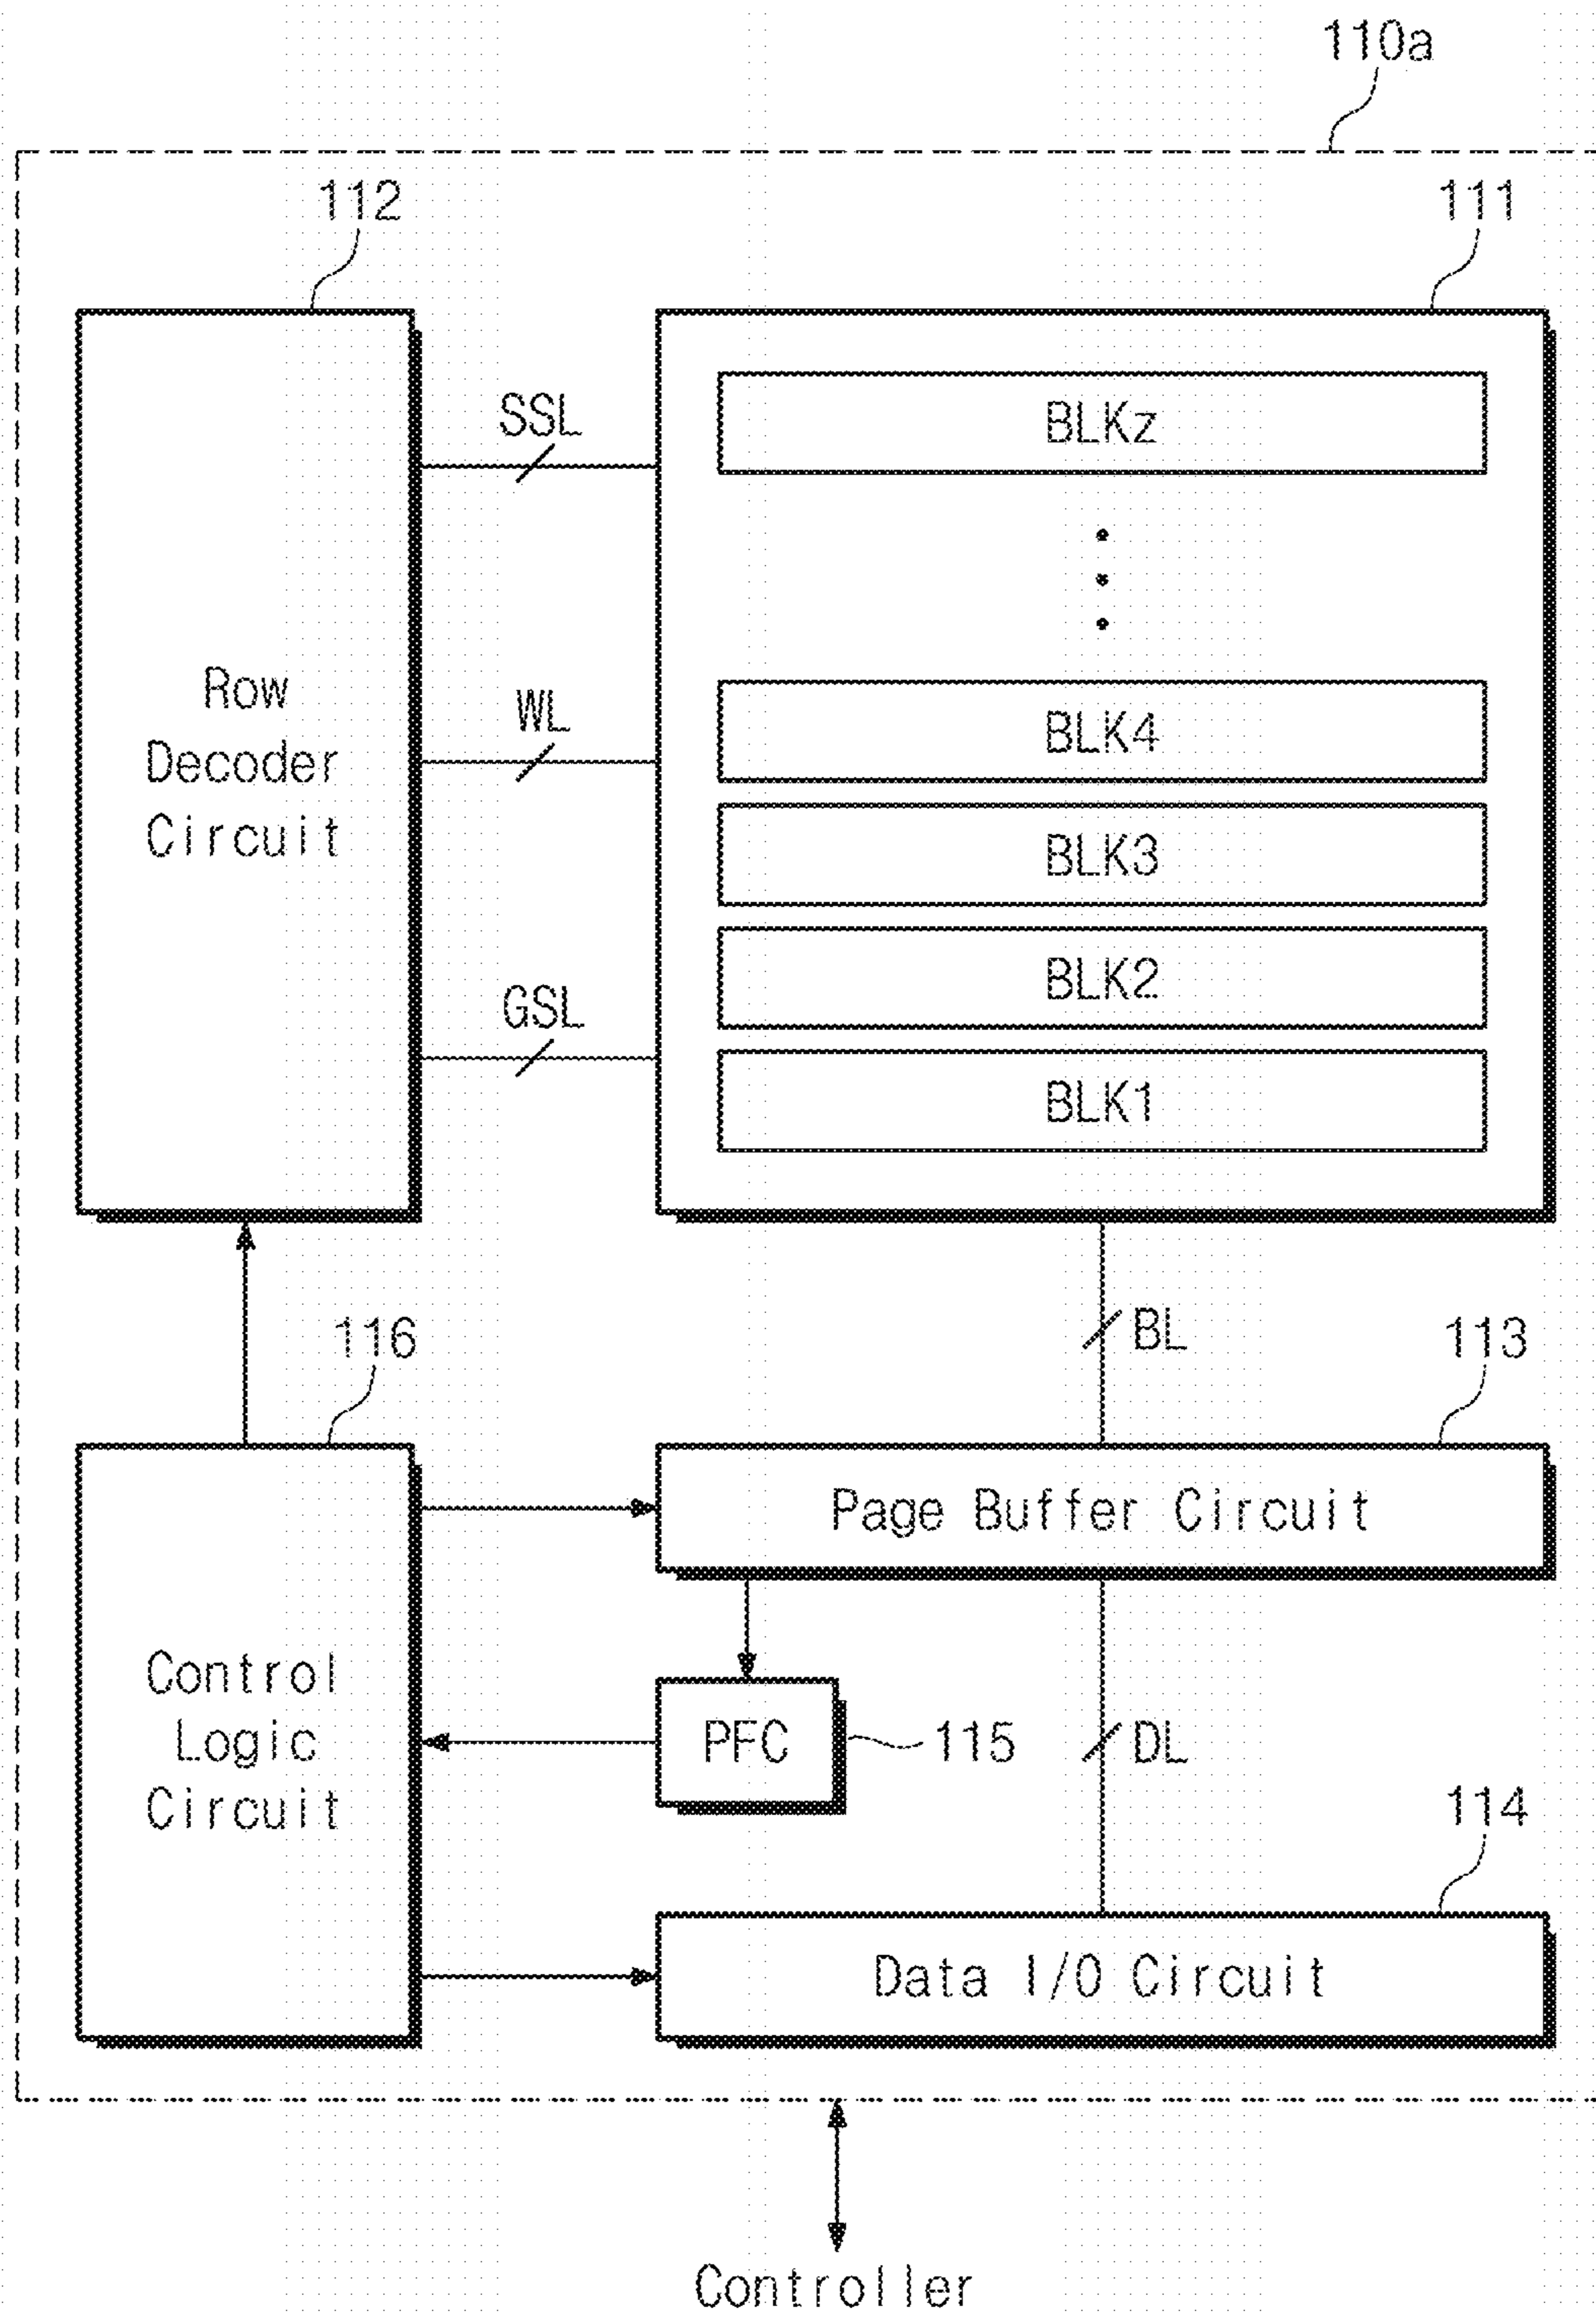 110a
112
111
SSL
BLKz
Row
Decoder
Circuit
WL
BLK4
BLK3
BLK2
GSL
BLK1
116
BL
113
Page Buffer Circuit
Control
Logic
Circuit
PFC
115
DL
114
Data I/O Circuit
Controller